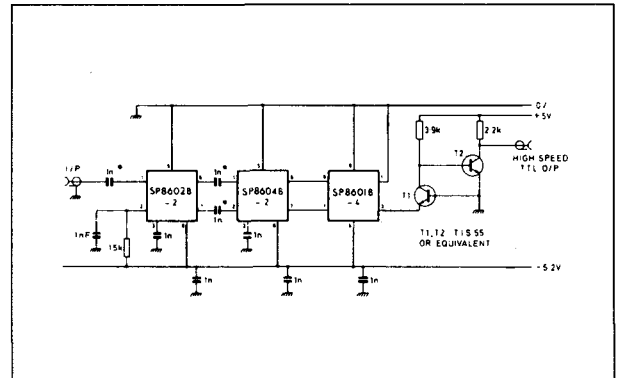 0V
+5V
3.9k
2.2k
I/P
1n*
1n*
T2
HIGH SPEED
TTL O/P
SP8602B
-2
SP8604B
-2
SP8601B
-4
T1
1n*
1nF
15k
1n
1n
T1, T2 TIS 55
OR EQUIVALENT
-5.2V
1n
1n
1n